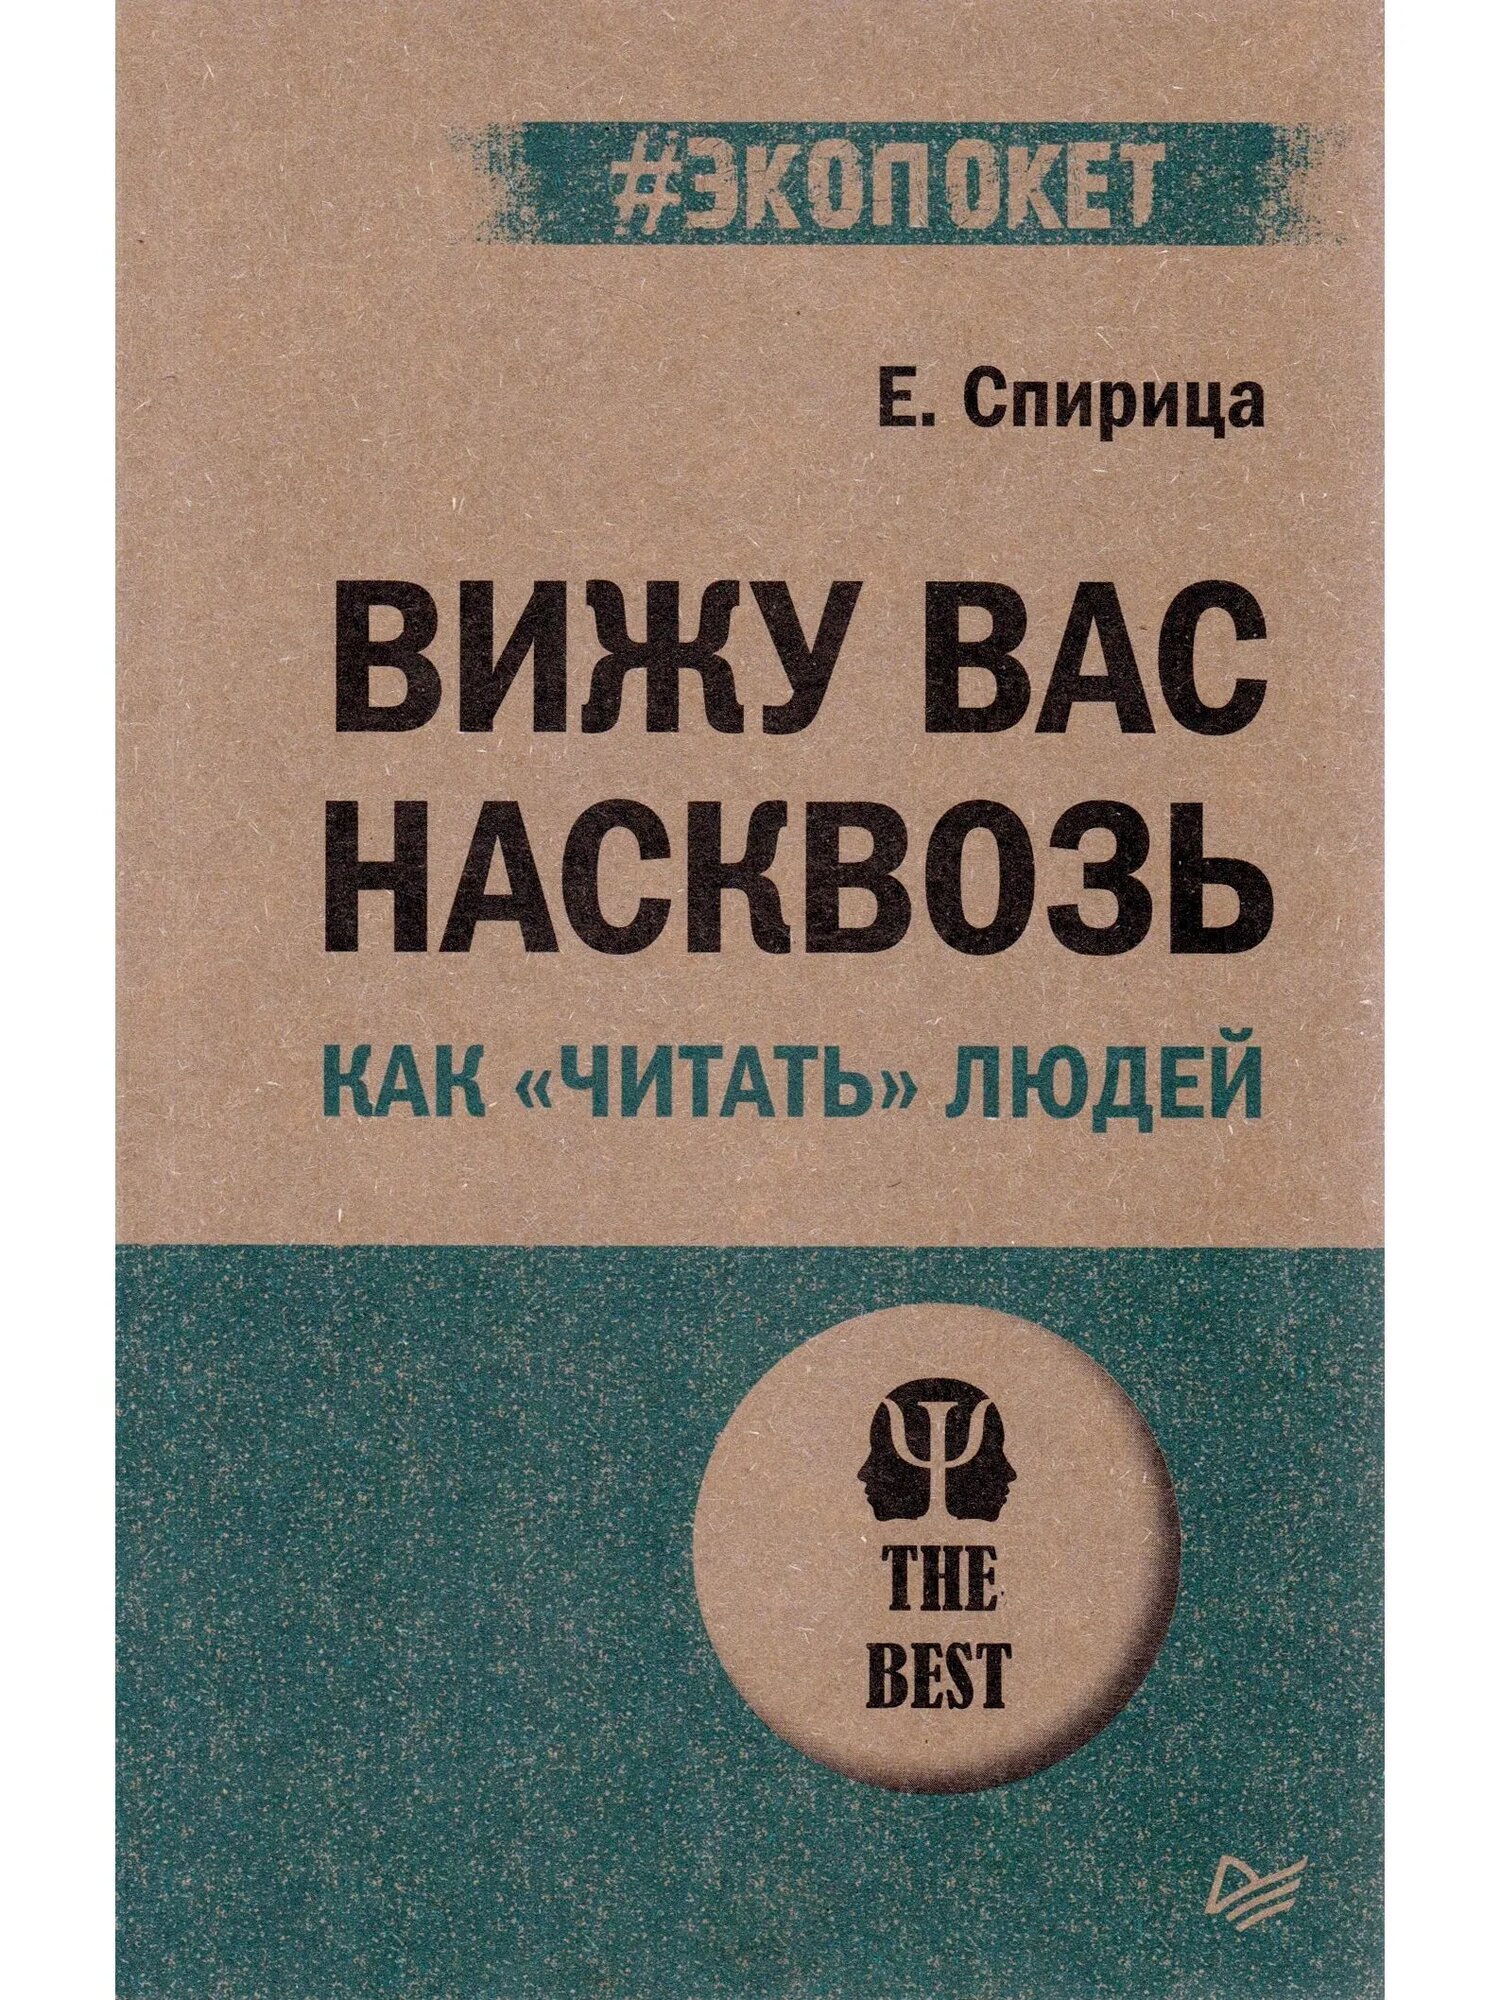 #ЭКОПОКЕТ
Е. Спирица
ВИЖУ ВАС
НАСКВОЗЬ
КАК «ЧИТАТЬ» ЛЮДЕЙ
THE
BEST